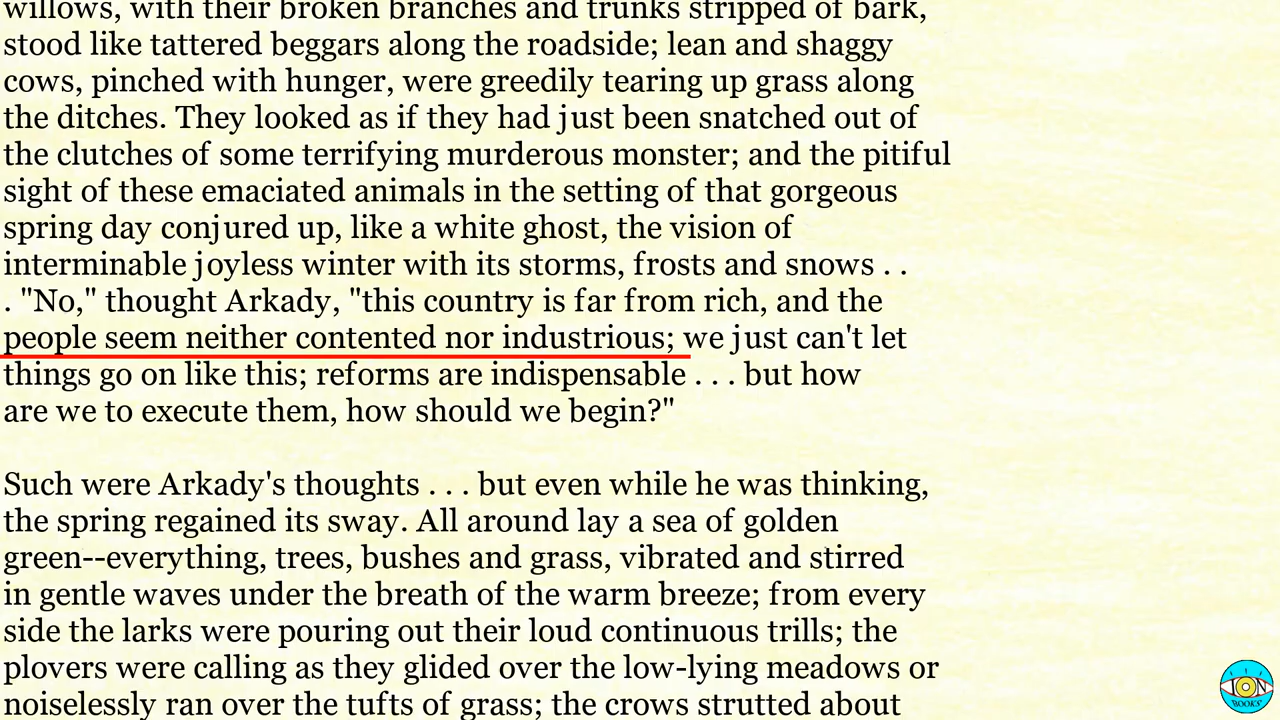 willows, with their broken branches and trunks stripped of bark,
stood like tattered beggars along the roadside; lean and shaggy
cows, pinched with hunger, were greedily tearing up grass along
the ditches. They looked as if they had just been snatched out of
the clutches of some terrifying murderous monster; and the pitiful
sight of these emaciated animals in the setting of that gorgeous
spring day conjured up, like a white ghost, the vision of
interminable joyless winter with its storms, frosts and snows . .
. "No," thought Arkady, "this country is far from rich, and the
people seem neither contented nor industrious; we just can't let
things go on like this; reforms are indispensable . . . but how
are we to execute them, how should we begin?"
Such were Arkady's thoughts . . . but even while he was thinking,
the spring regained its sway. All around lay a sea of golden
green--everything, trees, bushes and grass, vibrated and stirred
in gentle waves under the breath of the warm breeze; from every
side the larks were pouring out their loud continuous trills; the
plovers were calling as they glided over the low-lying meadows or
noiselessly ran over the tufts of grass; the crows strutted about
ION
BOOKS